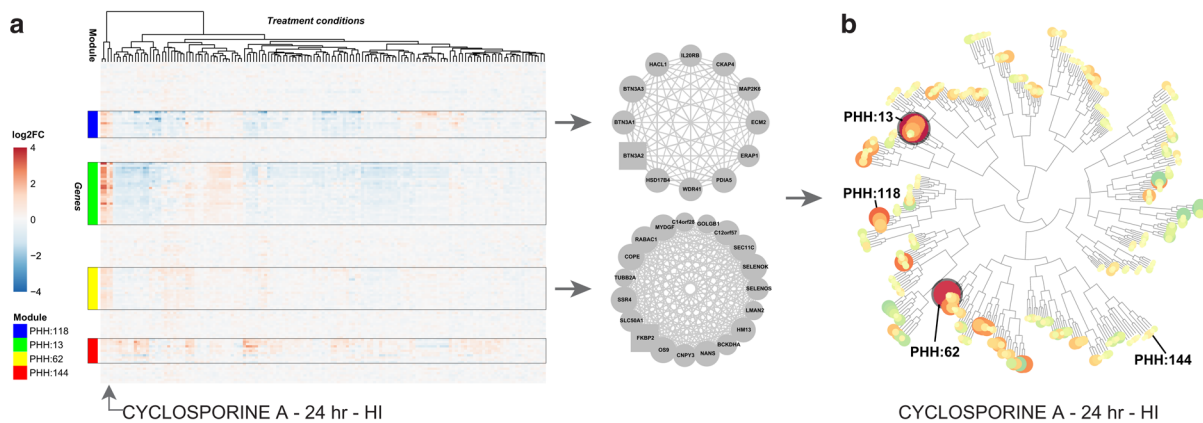 a
Treatment conditions
Module
log2FC
4
2
0
−2
−4
Genes
Module
PHH:118
PHH:13
PHH:62
PHH:144
CYCLOSPORINE A - 24 hr - HI
IL20RB
HACL1
CKAP4
BTN3A3
MAP2K6
BTN3A1
ECM2
BTN3A2
ERAP1
HSD17B4
PDIA5
WDR41
C14orf28
GOLGB1
MYDGF
C12orf57
RABAC1
SEC11C
COPE
SELENOK
TUBB2A
SELENOS
SSR4
LMAN2
SLC50A1
HM13
FKBP2
BCKDHA
OS9
NANS
CNPY3
b
PHH:13
PHH:118
PHH:62
PHH:144
CYCLOSPORINE A - 24 hr - HI